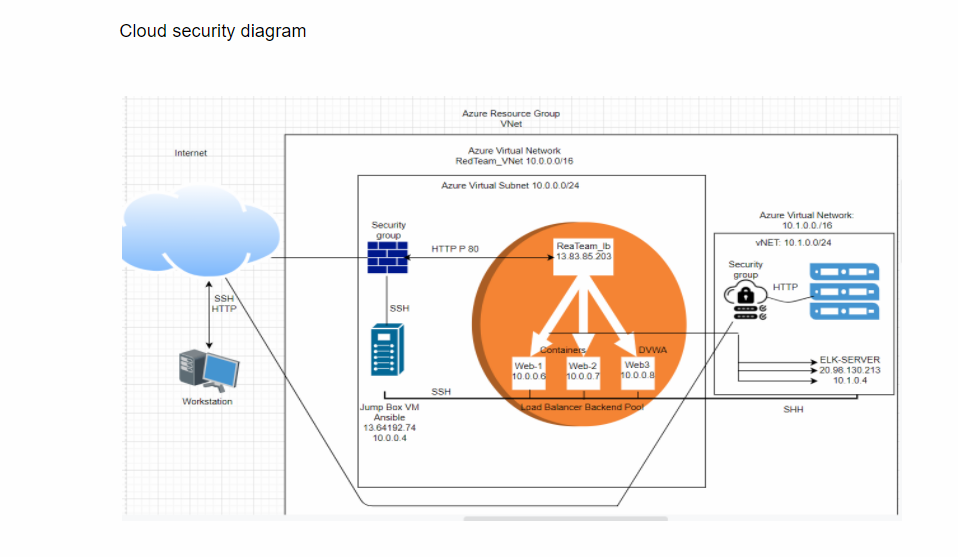 Cloud security diagram
Azure Resource Group
VNet
Internet
Azure Virtual Network
RedTeam_VNet 10.0.0.0/16
Azure Virtual Subnet 10.0.0.0/24
Security
group
HTTP P 80
ReaTeam_lb
13.83.85.203
Azure Virtual Network:
10.1.0.0./16
vNET: 10.1.0.0/24
Security
group
HTTP
SSH
HTTP
SSH
Containers
DVWA
Web-1
10.0.0.6
Web-2
10.0.0.7
Web3
10.0.0.8
ELK-SERVER
20.98.130.213
10.1.0.4
Workstation
SSH
Load Balancer Backend Pool
SHH
Jump Box VM
Ansible
13.64192.74
10.0.0.4